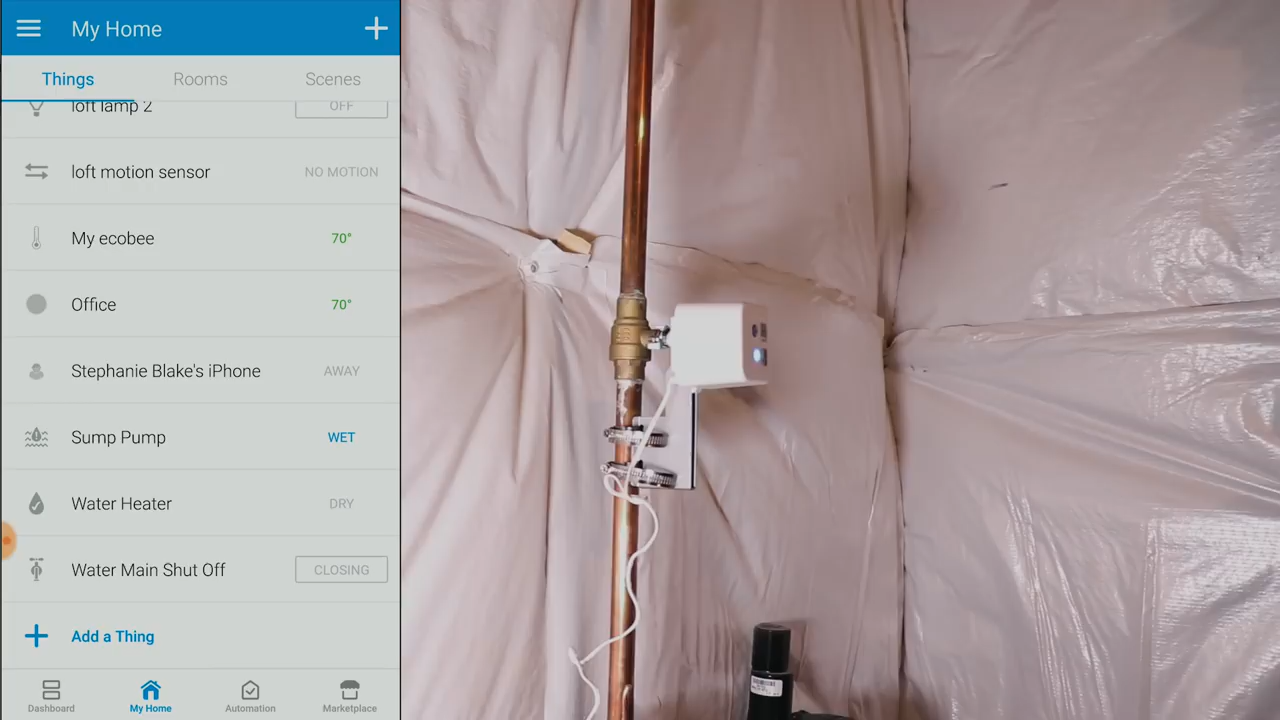 My Home
Things Rooms Scenes
loft lamp 2 OFF
loft motion sensor NO MOTION
My ecobee 70°
Office 70°
Stephanie Blake's iPhone AWAY
Sump Pump WET
Water Heater DRY
Water Main Shut Off CLOSING
Add a Thing
Dashboard My Home Automation Marketplace